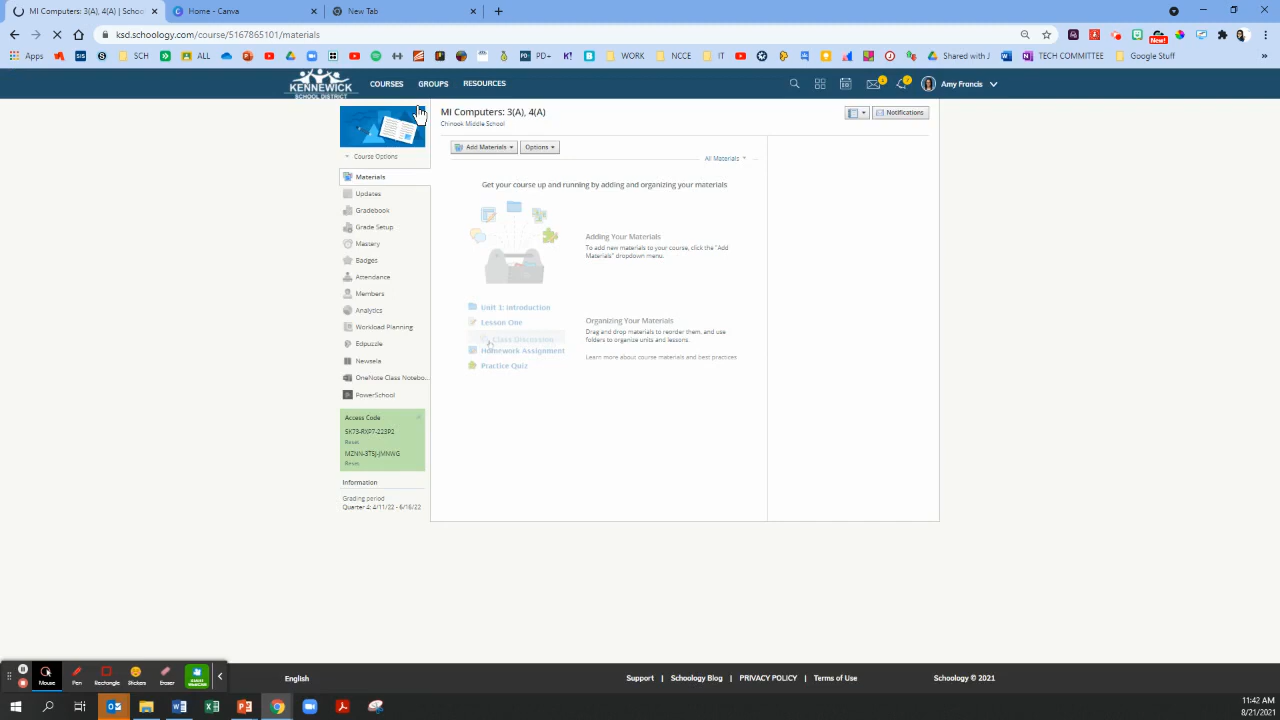 MI Computers: 3(A), 4(A) | Schoo
Home - Canva
New Tab
ksd.schoology.com/course/5167865101/materials
Apps
SIS
SCH
ALL
PD+
WORK
NCCE
IT
Shared with J
TECH COMMITTEE
Google Stuff
New
KENNEWICK
SCHOOL DISTRICT
COURSES
GROUPS
RESOURCES
Amy Francis
MI Computers: 3(A), 4(A)
Chinook Middle School
Notifications
Course Options
Add Materials
Options
All Materials
Materials
Updates
Gradebook
Grade Setup
Mastery
Badges
Attendance
Members
Analytics
Workload Planning
Edpuzzle
Newsela
OneNote Class Notebo...
PowerSchool
Get your course up and running by adding and organizing your materials
Adding Your Materials
To add new materials to your course, click the "Add
Materials" dropdown menu.
Unit 1: Introduction
Lesson One
Class Discussion
Homework Assignment
Practice Quiz
Organizing Your Materials
Drag and drop materials to reorder them, and use
folders to organize units and lessons.
Learn more about course materials and best practices
Access Code
5K73-RXP7-223P2
Reset
MZNN-3TSJ-JMNWG
Reset
Information
Grading period
Quarter 4: 4/11/22 - 6/16/22
Mouse
Pen
Rectangle
Stickers
Eraser
English
Support
Schoology Blog
PRIVACY POLICY
Terms of Use
Schoology © 2021
11:42 AM
8/21/2021